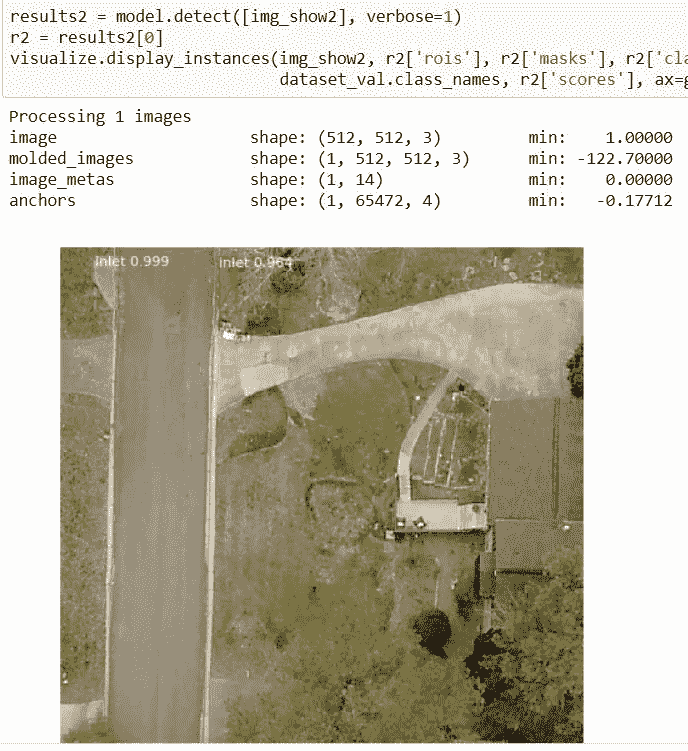 results2 = model.detect([img_show2], verbose=1)
r2 = results2[0]
visualize.display_instances(img_show2, r2['rois'], r2['masks'], r2['cla
dataset_val.class_names, r2['scores'], ax=g
Processing 1 images
image shape: (512, 512, 3) min: 1.00000
molded_images shape: (1, 512, 512, 3) min: -122.70000
image_metas shape: (1, 14) min: 0.00000
anchors shape: (1, 65472, 4) min: -0.17712
Inlet 0.999 Inlet 0.964